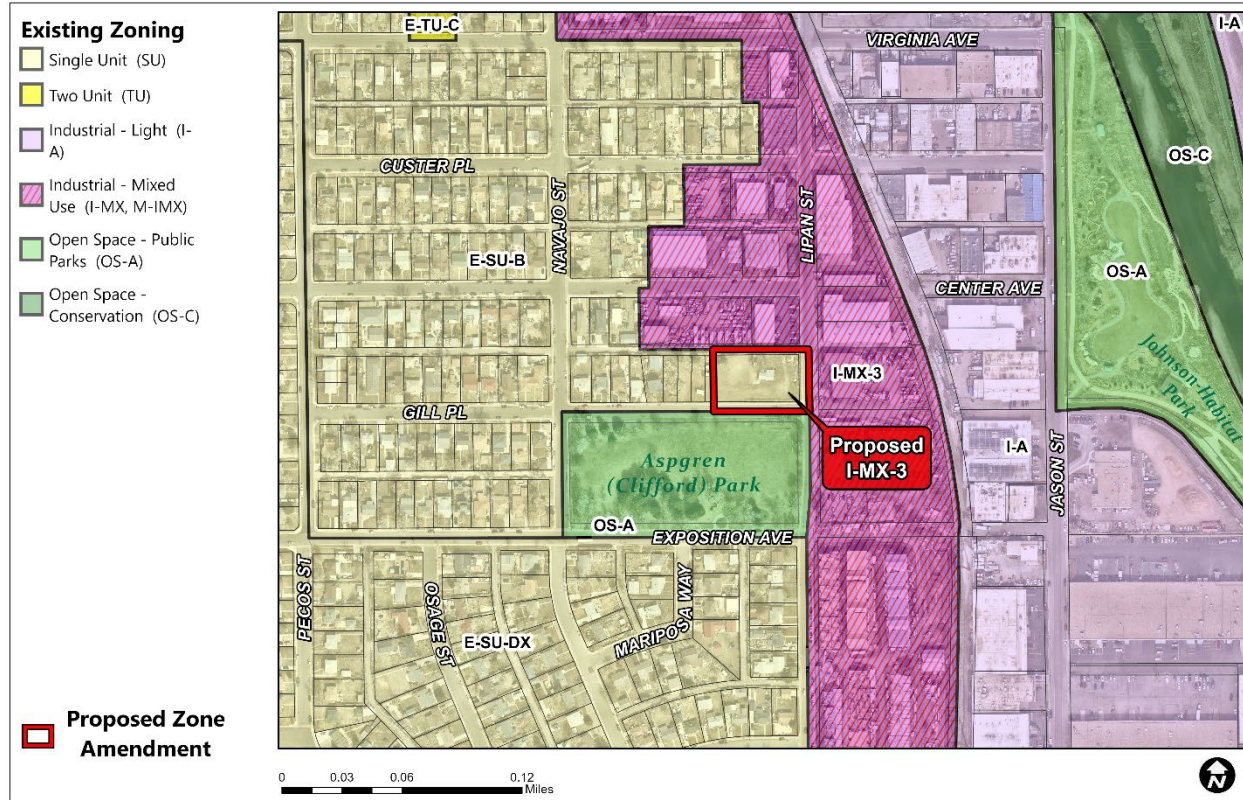 Existing Zoning
Single Unit (SU)
Two Unit (TU)
Industrial - Light (I-
A)
Industrial - Mixed
Use (I-MX, M-IMX)
Open Space - Public
Parks (OS-A)
Open Space -
Conservation (OS-C)
Proposed Zone
Amendment
E-TU-C
VIRGINIA AVE
I-A
CUSTER PL
NAVAJO ST
LIPAN ST
OS-C
E-SU-B
OS-A
CENTER AVE
Johnson-Habitat
Park
I-MX-3
GILL PL
Proposed
I-MX-3
Aspgren
(Clifford) Park
I-A
JASON ST
OS-A
EXPOSITION AVE
PECOS ST
OSAGE ST
MARIPOSA WAY
E-SU-DX
0 0.03 0.06 0.12
Miles
N